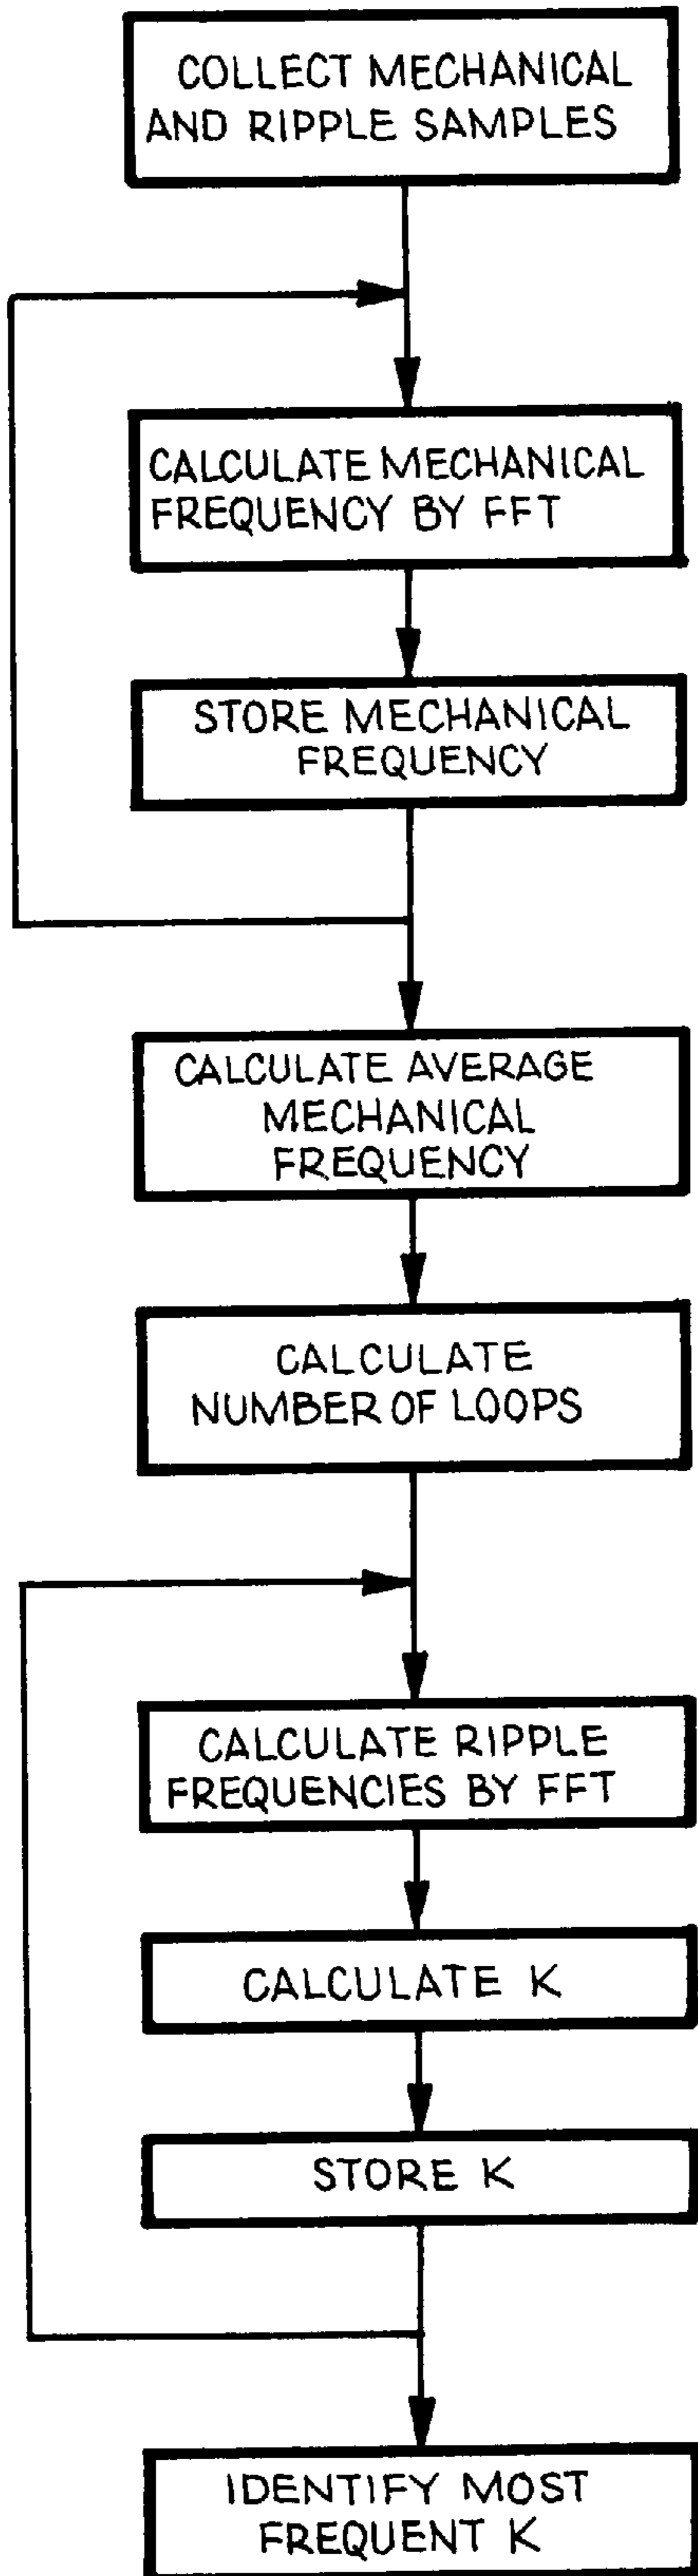 COLLECT MECHANICAL
AND RIPPLE SAMPLES
CALCULATE MECHANICAL
FREQUENCY BY FFT
STORE MECHANICAL
FREQUENCY
CALCULATE AVERAGE
MECHANICAL
FREQUENCY
CALCULATE
NUMBER OF LOOPS
CALCULATE RIPPLE
FREQUENCIES BY FFT
CALCULATE K
STORE K
IDENTIFY MOST
FREQUENT K